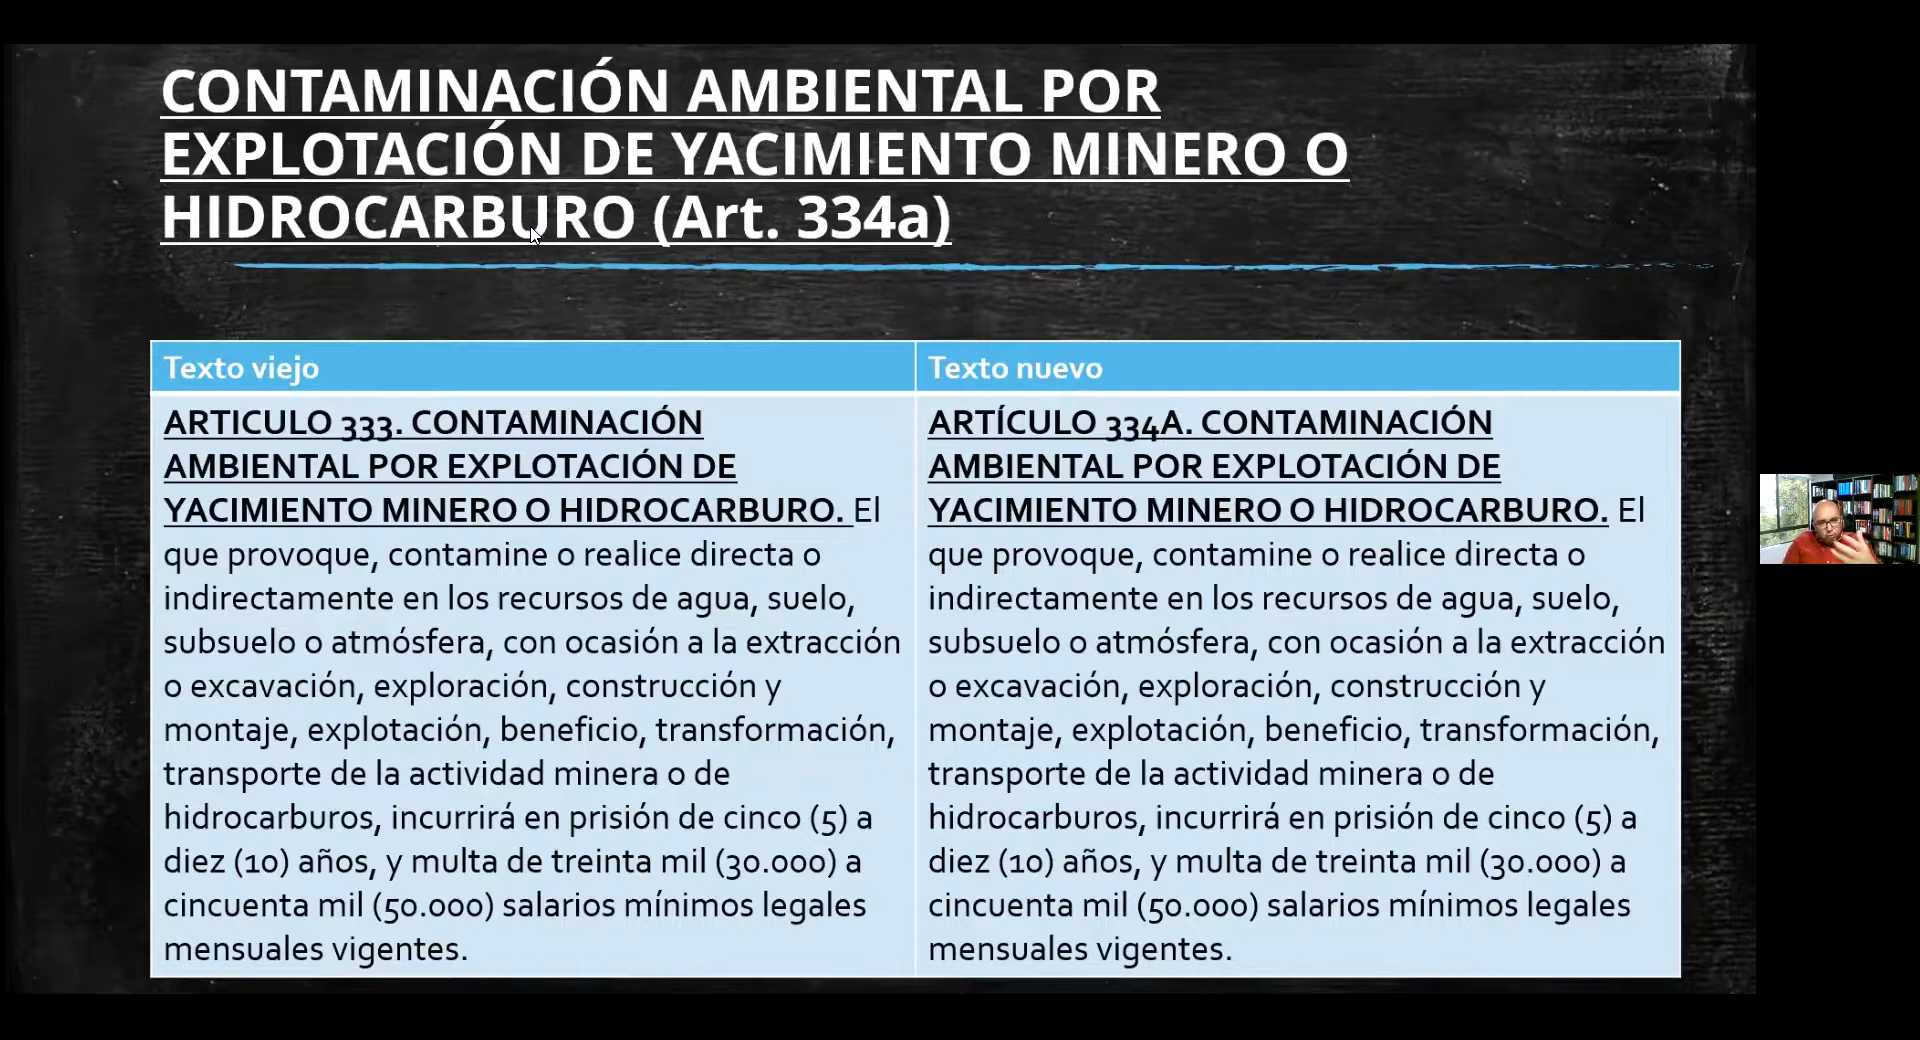 CONTAMINACIÓN AMBIENTAL POR
EXPLOTACIÓN DE YACIMIENTO MINERO O
HIDROCARBURO (Art. 334a)
Texto viejo
ARTICULO 333. CONTAMINACIÓN
AMBIENTAL POR EXPLOTACIÓN DE
YACIMIENTO MINERO O HIDROCARBURO. El
que provoque, contamine o realice directa o
indirectamente en los recursos de agua, suelo,
subsuelo o atmósfera, con ocasión a la extracción
o excavación, exploración, construcción y
montaje, explotación, beneficio, transformación,
transporte de la actividad minera o de
hidrocarburos, incurrirá en prisión de cinco (5) a
diez (10) años, y multa de treinta mil (30.000) a
cincuenta mil (50.000) salarios mínimos legales
mensuales vigentes.
Texto nuevo
ARTÍCULO 334A. CONTAMINACIÓN
AMBIENTAL POR EXPLOTACIÓN DE
YACIMIENTO MINERO O HIDROCARBURO. El
que provoque, contamine o realice directa o
indirectamente en los recursos de agua, suelo,
subsuelo o atmósfera, con ocasión a la extracción
o excavación, exploración, construcción y
montaje, explotación, beneficio, transformación,
transporte de la actividad minera o de
hidrocarburos, incurrirá en prisión de cinco (5) a
diez (10) años, y multa de treinta mil (30.000) a
cincuenta mil (50.000) salarios mínimos legales
mensuales vigentes.